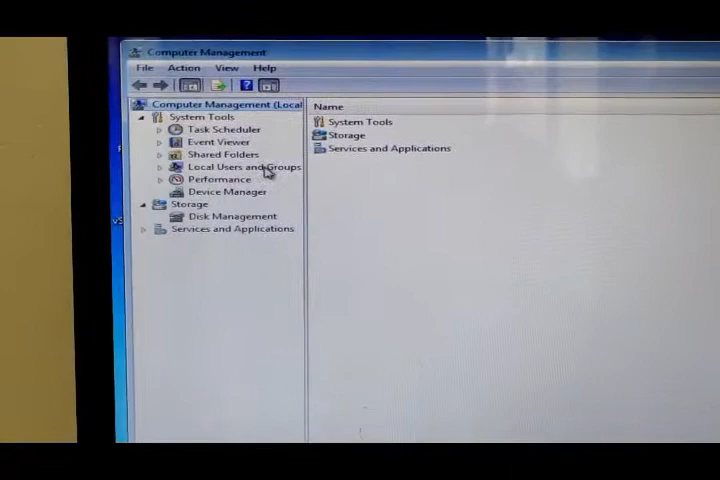 Computer Management
File Action View Help
Computer Management (Local
System Tools
Task Scheduler
Event Viewer
Shared Folders
Local Users and Groups
Performance
Device Manager
Storage
Disk Management
Services and Applications
Name
System Tools
Storage
Services and Applications